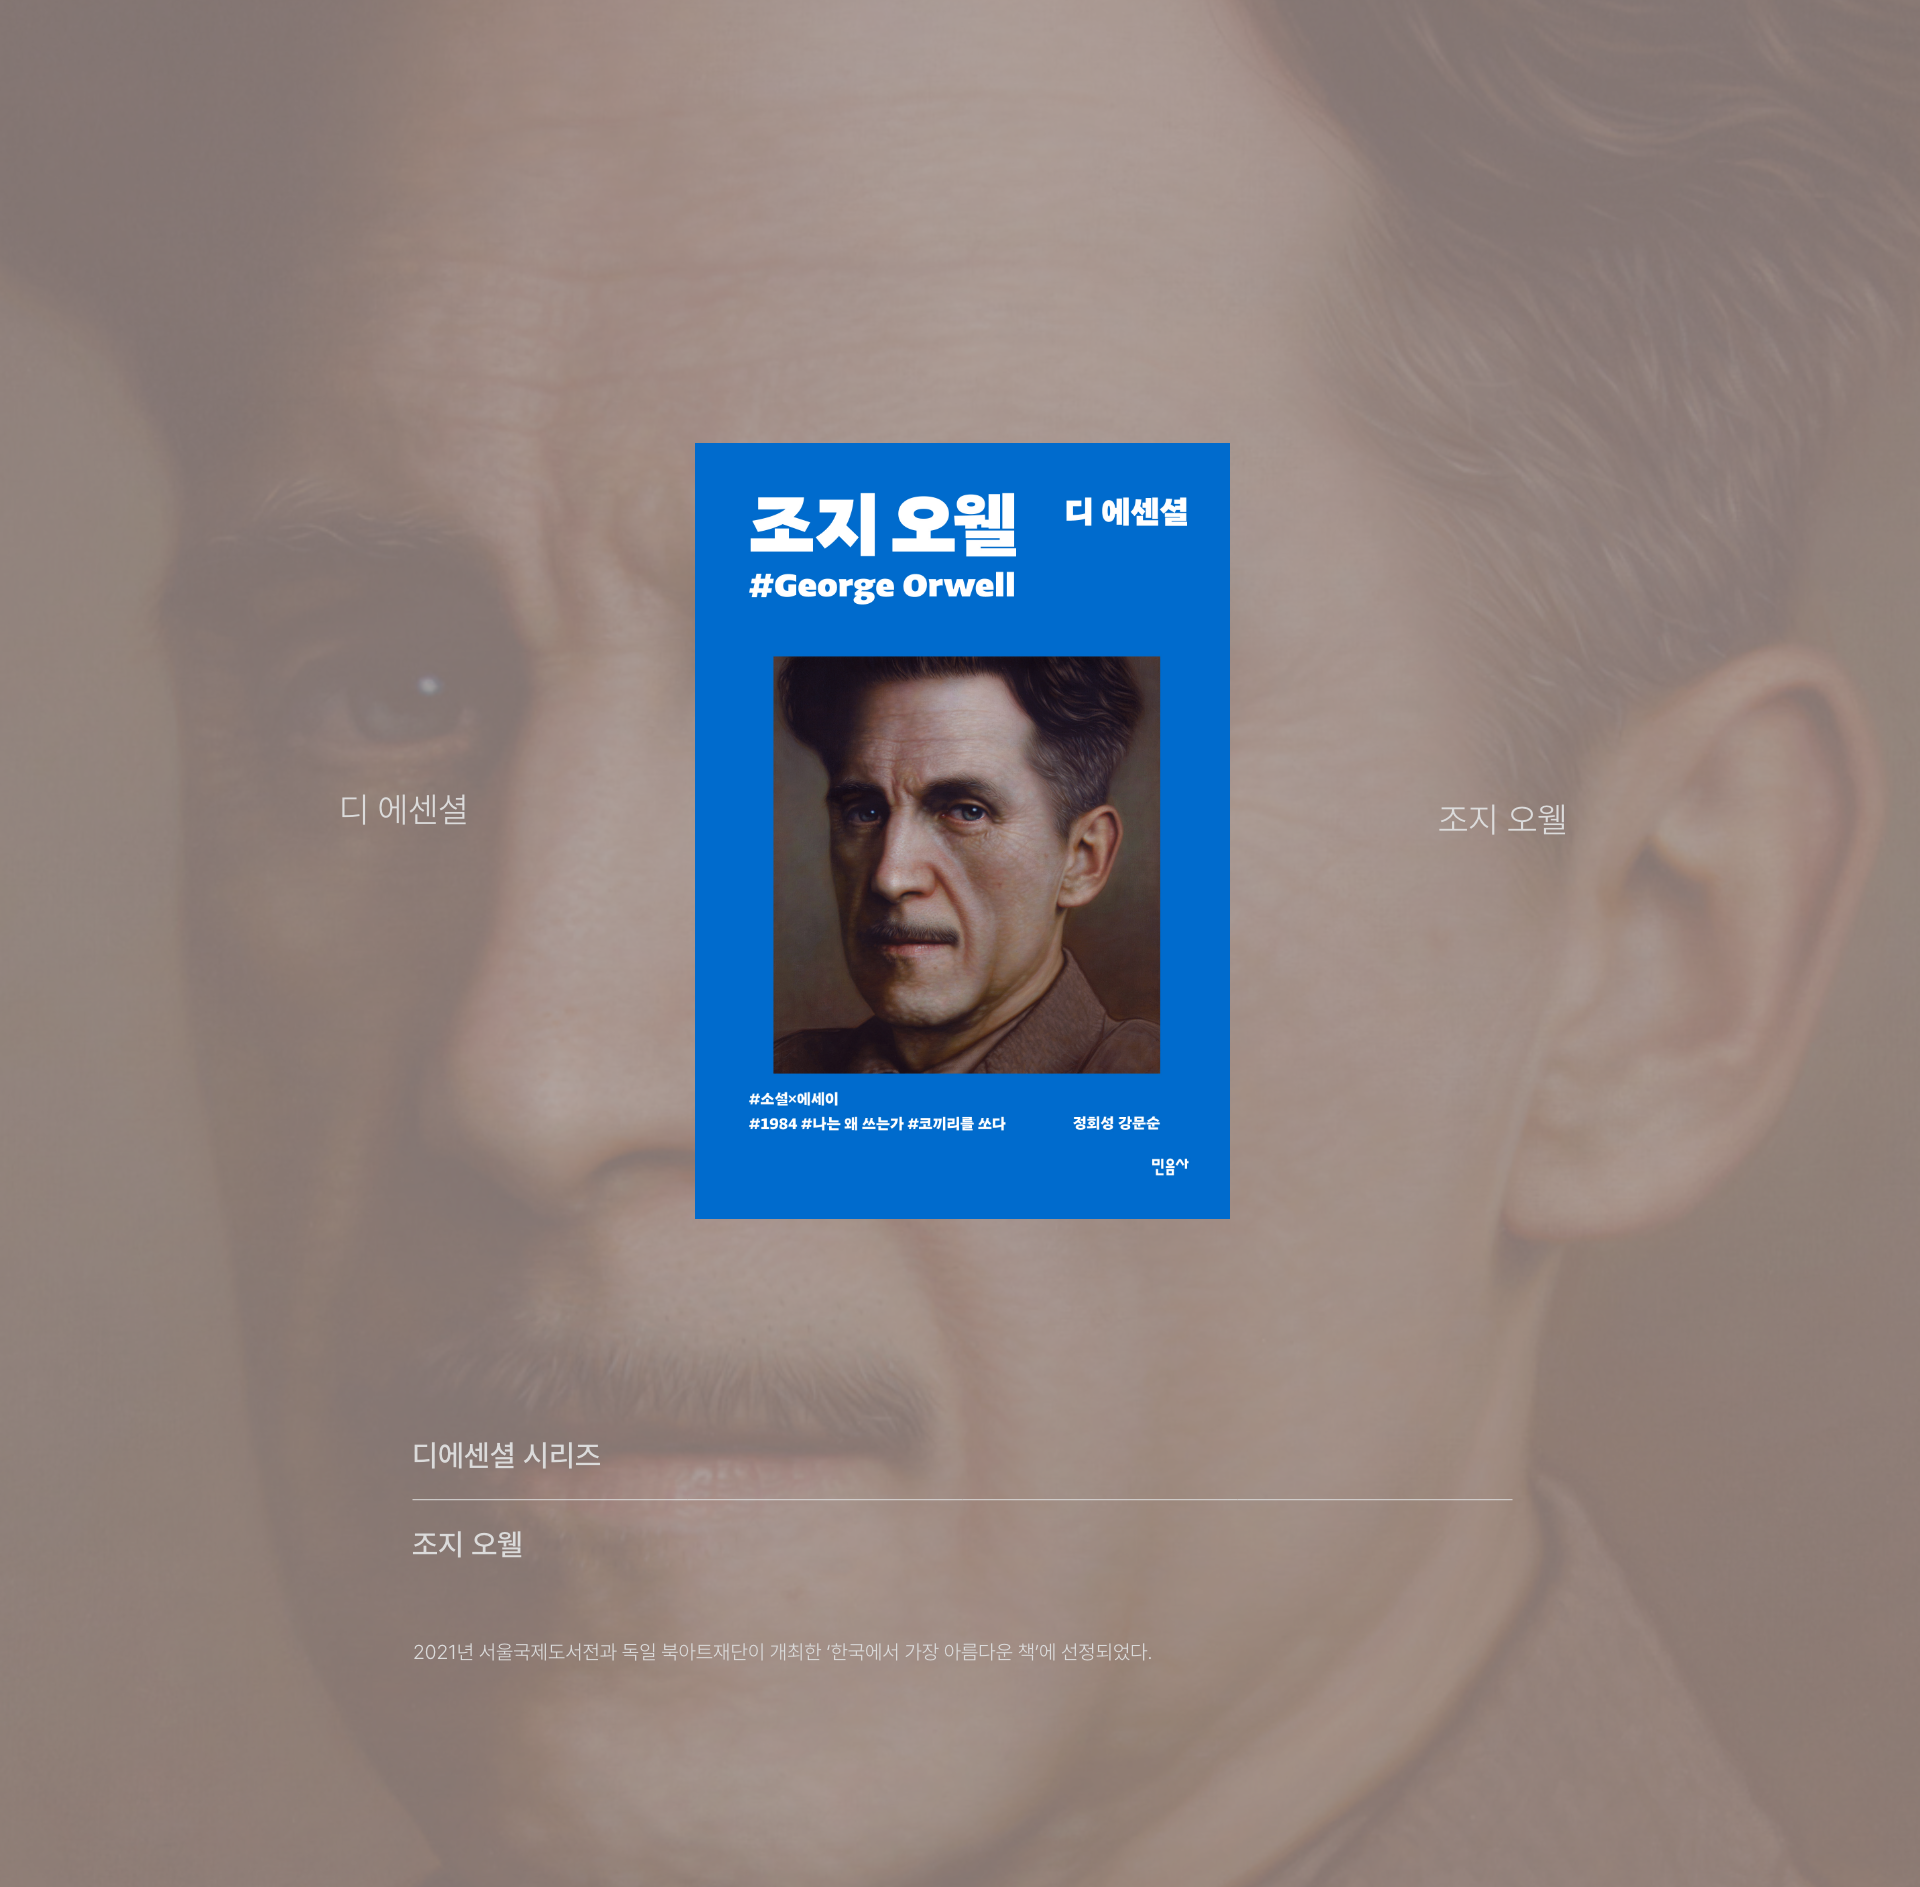 조지 오웰
디 에센셜
#George Orwell
디 에센셜
조지 오웰
#소설×에세이
#1984 #나는 왜 쓰는가 #코끼리를 쏘다
정회성 강문순
민음사
디에센셜 시리즈
조지 오웰
2021년 서울국제도서전과 독일 북아트재단이 개최한 ‘한국에서 가장 아름다운 책’에 선정되었다.